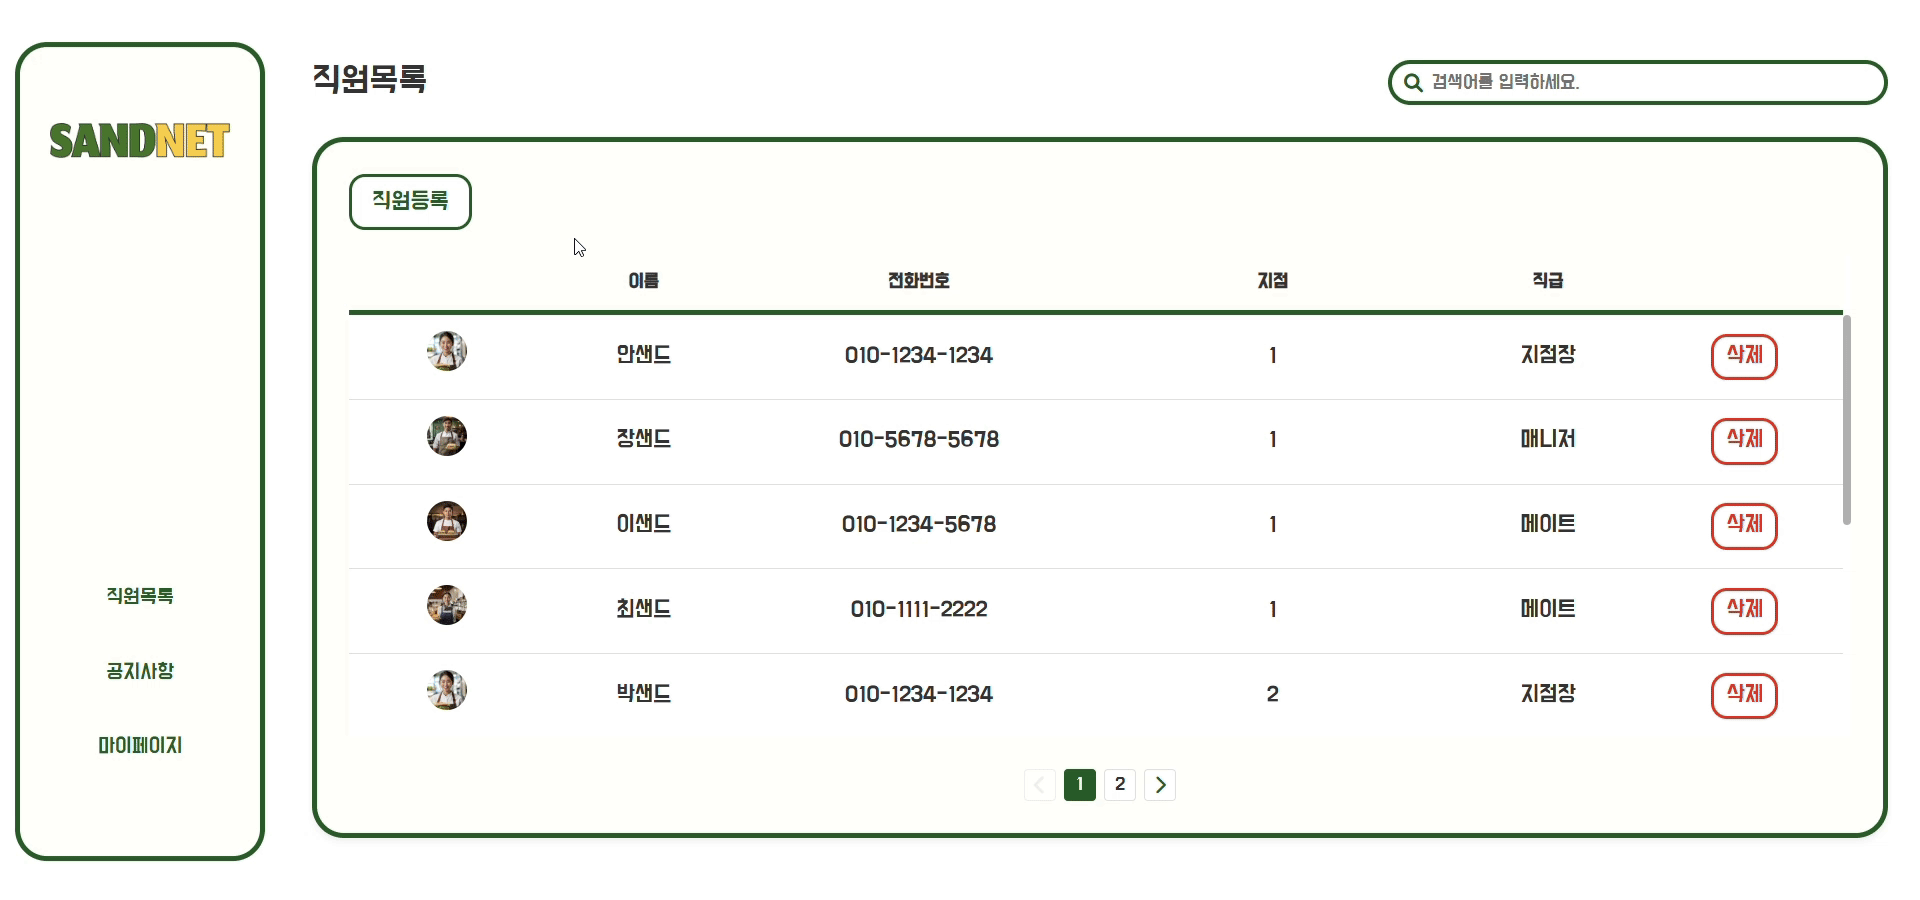 SANDNET
직원목록
공지사항
마이페이지
직원목록
검색어를 입력하세요.
직원등록
이름 전화번호 지점 직급
안샌드 010-1234-1234 1 지점장 삭제
장샌드 010-5678-5678 1 매니저 삭제
이샌드 010-1234-5678 1 메이트 삭제
최샌드 010-1111-2222 1 메이트 삭제
박샌드 010-1234-1234 2 지점장 삭제
1 2